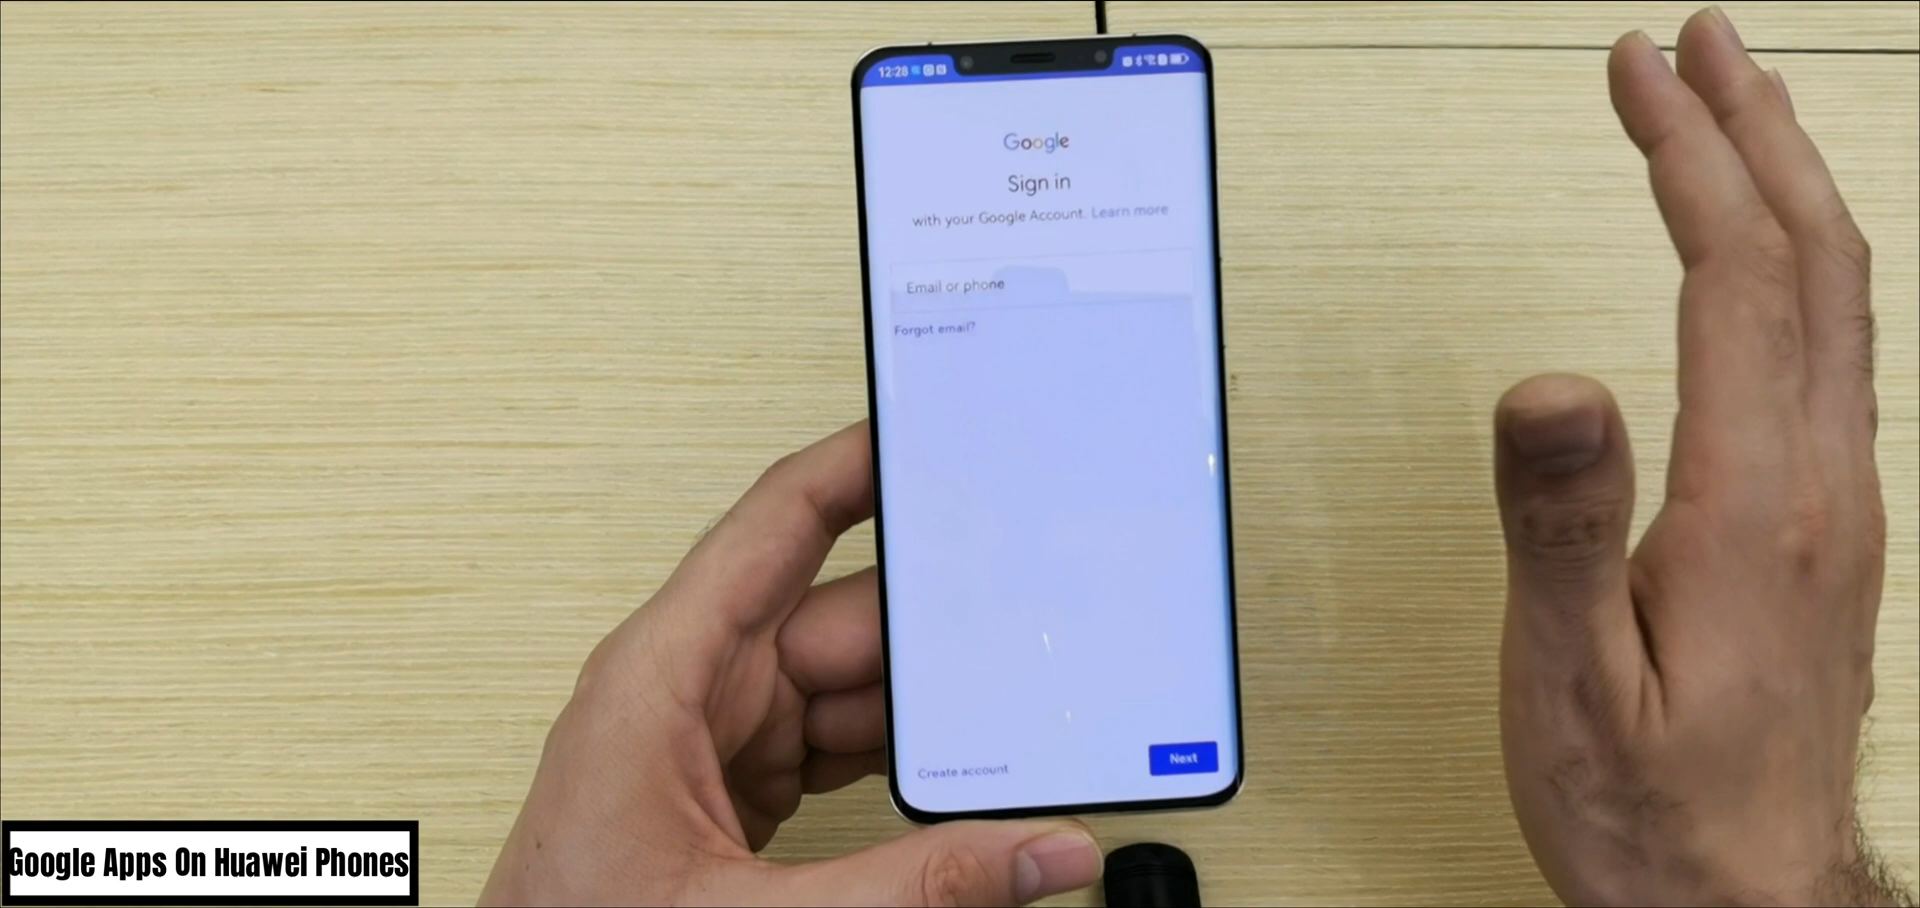 12:28
Google
Sign in
with your Google Account. Learn more
Email or phone
Forgot email?
Create account
Next
Google Apps On Huawei Phones